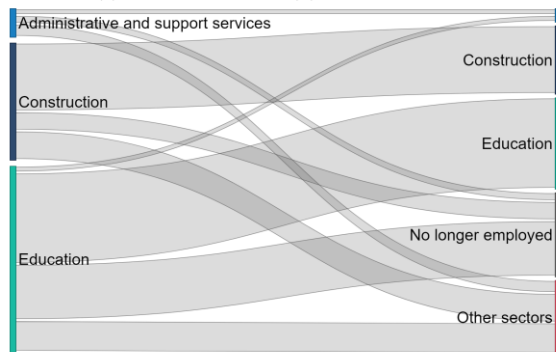 Administrative and support services
Construction
Construction
Education
No longer employed
Education
Other sectors